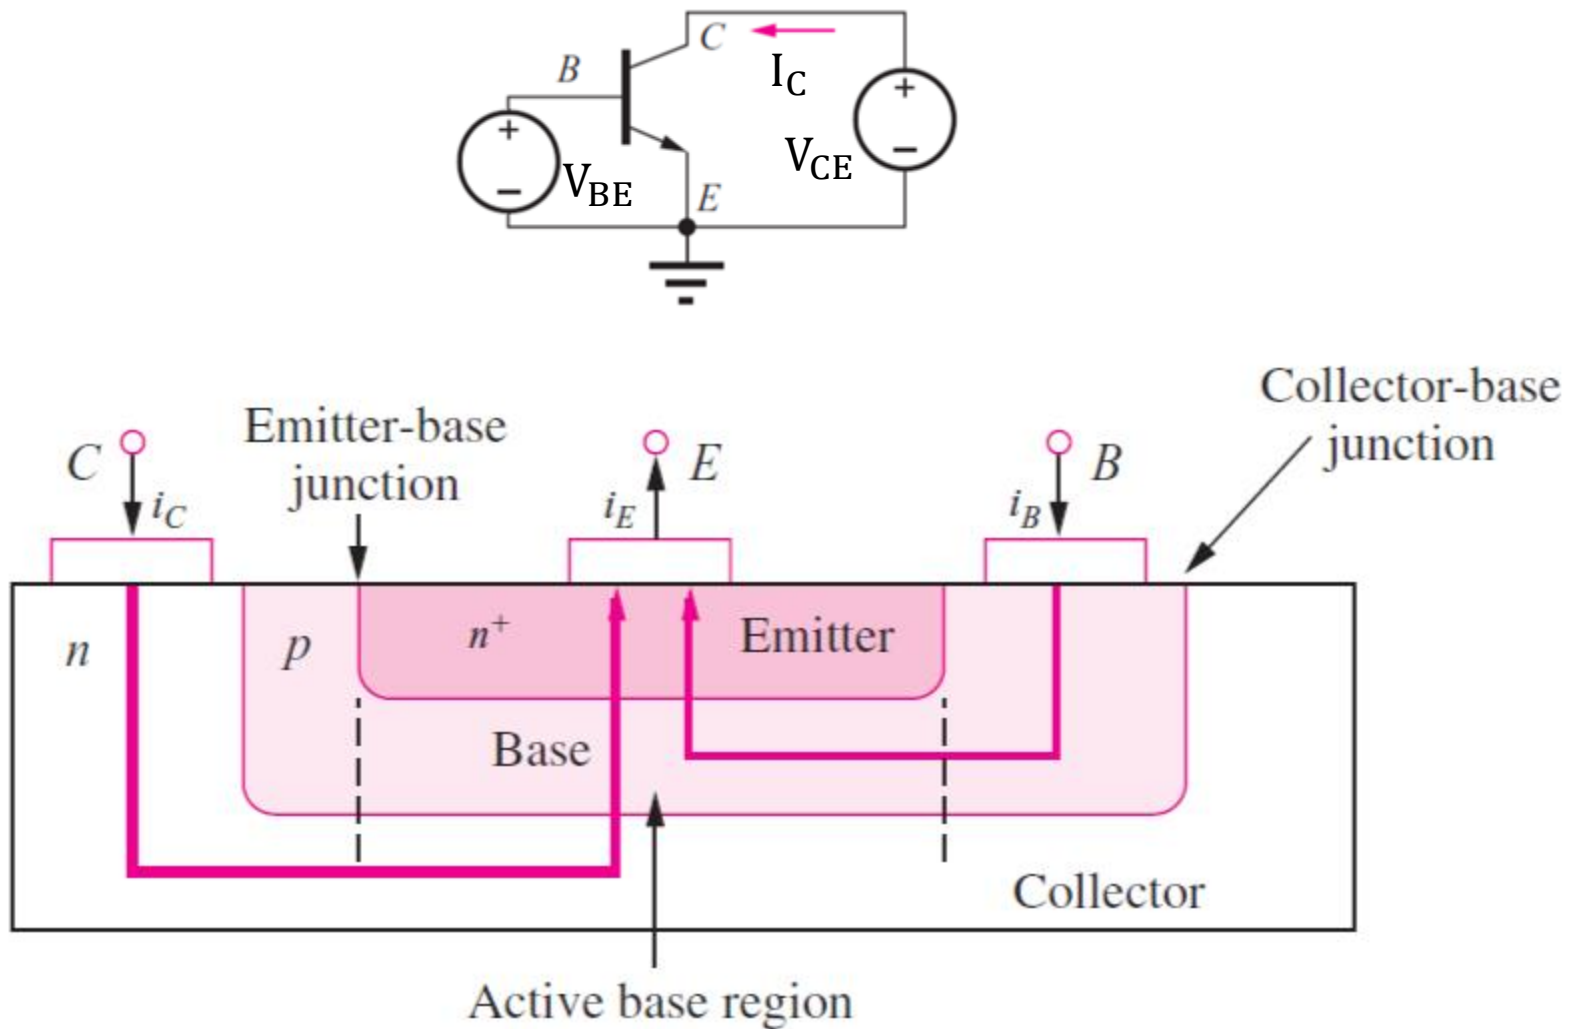 C
I_C
B
+
+
V_CE
−
V_BE
−
E
Collector-base
junction
Emitter-base
junction
C
E
B
i_C
i_E
i_B
n
p
n⁺
Emitter
Base
Collector
Active base region